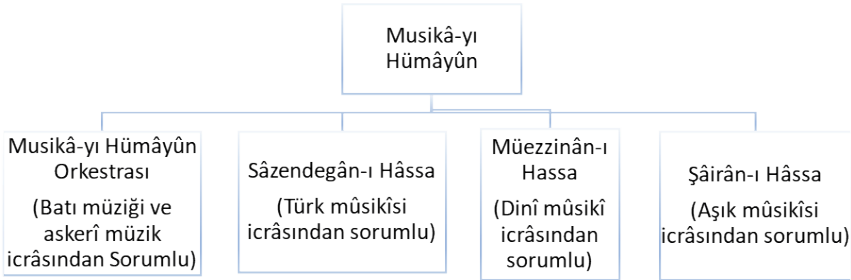 Musikâ-yı
Hümâyûn
Musikâ-yı Hümâyûn
Orkestrası
(Batı müziği ve
askerî müzik
icrâsından Sorumlu)
Sâzendegân-ı Hâssa
(Türk mûsikîsi
icrâsından sorumlu)
Müezzinân-ı
Hassa
(Dinî mûsikî
icrâsından
sorumlu)
Şâirân-ı Hâssa
(Aşık mûsikîsi
icrâsından sorumlu)